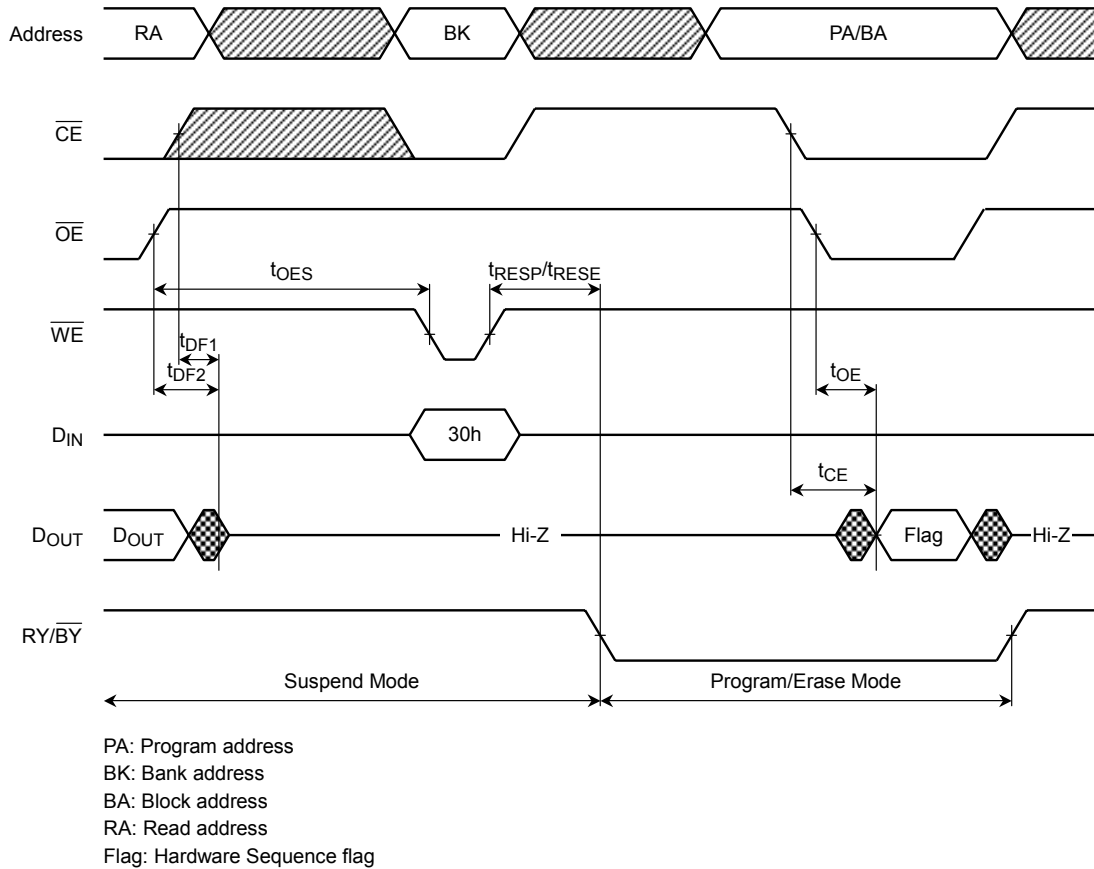 Address RA BK PA/BA
CE
OE
tOES tRESP/tRESE
WE
tDF1
tDF2 tOE
DIN 30h
tCE
DOUT DOUT Hi-Z Flag Hi-Z
RY/BY
Suspend Mode Program/Erase Mode
PA: Program address
BK: Bank address
BA: Block address
RA: Read address
Flag: Hardware Sequence flag